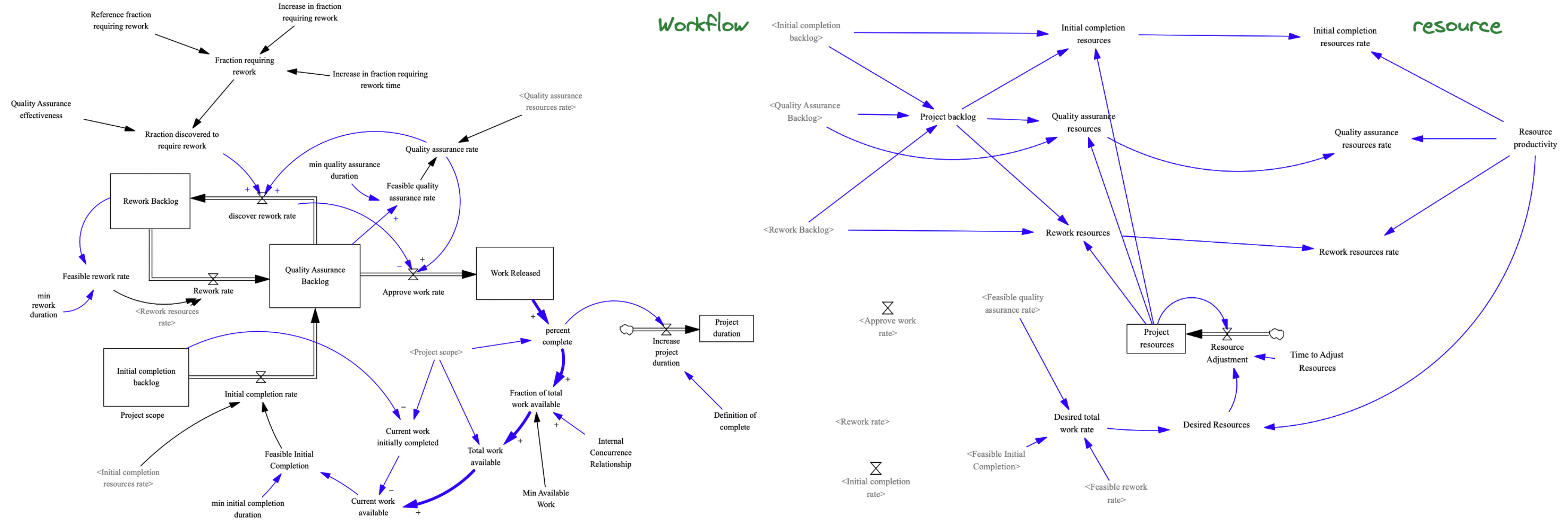 Workflow
Reference fraction
requiring rework
Increase in fraction
requiring rework
Fraction requiring
rework
Increase in fraction requiring
rework time
Quality Assurance
effectiveness
<Quality assurance
resources rate>
Rraction discovered to
require rework
Quality assurance rate
min quality assurance
duration
Feasible quality
assurance rate
Rework Backlog
+
+
discover rework rate
+
Quality Assurance
Backlog
−
+
Work Released
Feasible rework rate
Rework rate
Approve work rate
min
rework
duration
<Rework resources
rate>
+
percent
complete
Project
duration
Increase
project
duration
<Project scope>
Initial completion
backlog
Project scope
Initial completion rate
+
Fraction of total
work available
−
+
+
Current work
initially completed
Definition of
complete
Internal
Concurrence
Relationship
Total work
available
Feasible Initial
Completion
<Initial completion
resources rate>
−
min initial completion
duration
Current work
available
+
Min Available
Work
resource
<Initial completion
backlog>
Initial completion
resources
Initial completion
resources rate
<Quality Assurance
Backlog>
Project backlog
Quality assurance
resources
Quality assurance
resources rate
Resource
productivity
<Rework Backlog>
Rework resources
Rework resources rate
<Feasible quality
assurance rate>
<Approve work
rate>
Project
resources
Resource
Adjustment
Time to Adjust
Resources
<Rework rate>
Desired total
work rate
Desired Resources
<Feasible Initial
Completion>
<Initial completion
rate>
<Feasible rework
rate>